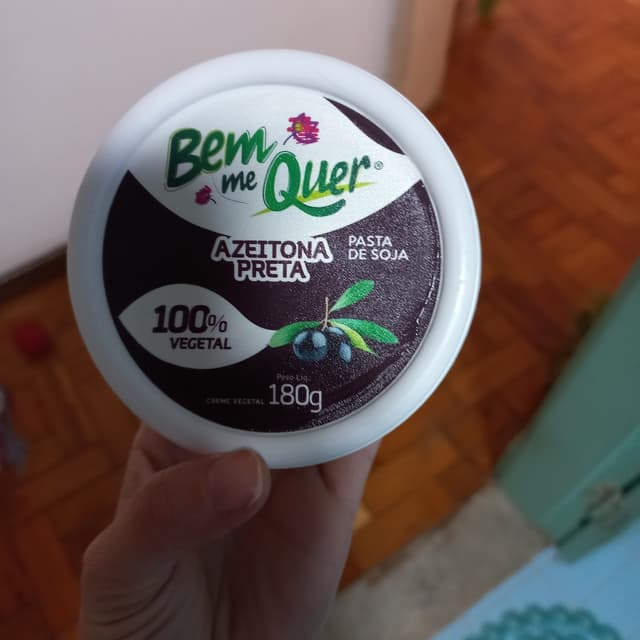 Bem
me Quer®
AZEITONA
PRETA
PASTA
DE SOJA
100%
VEGETAL
CREME VEGETAL
Peso Líq.
180g